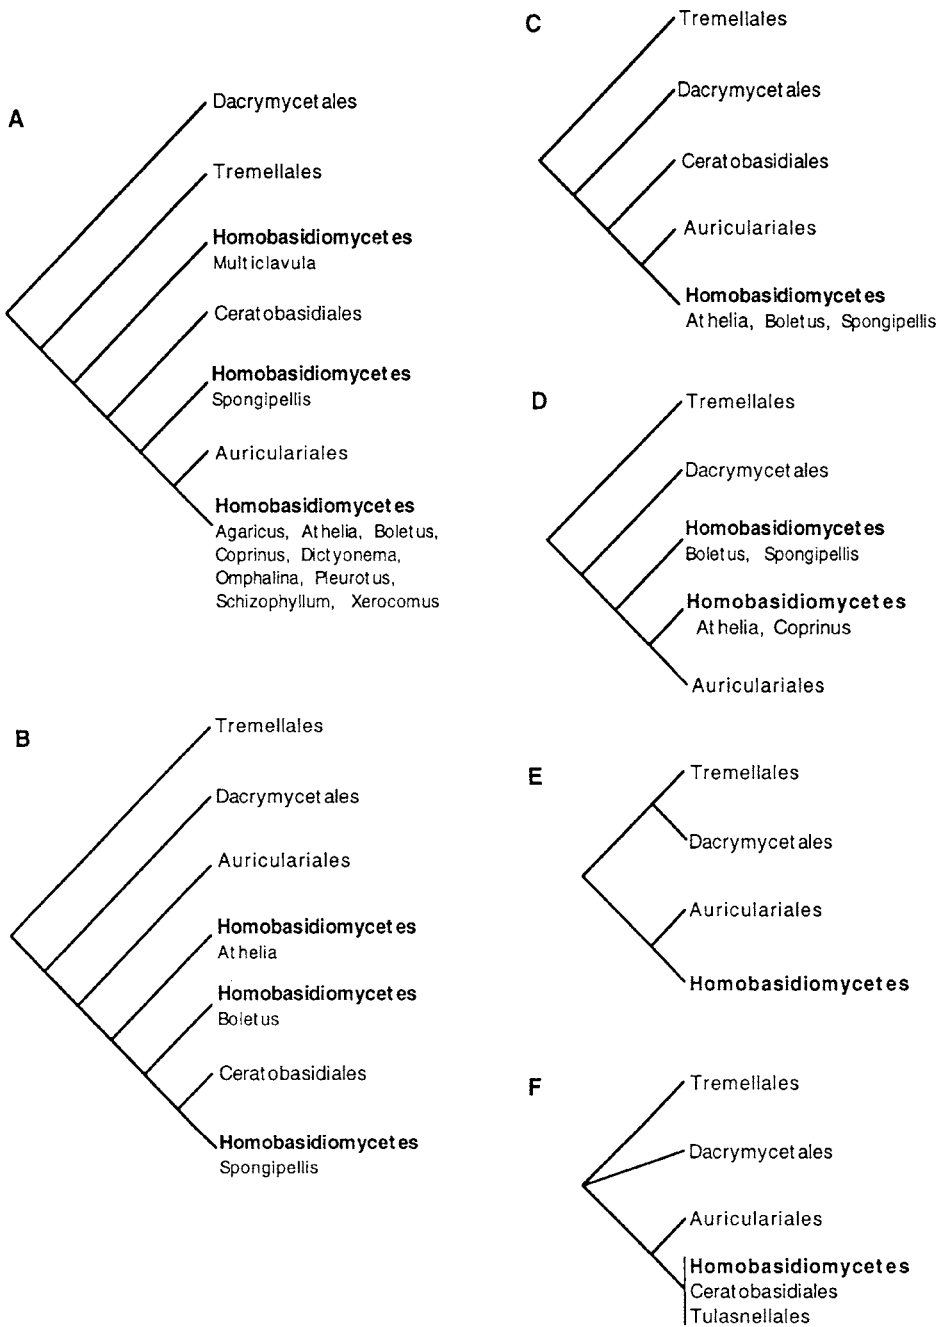 A
Dacrymycetales
Tremellales
Homobasidiomycetes
Multiclavula
Ceratobasidiales
Homobasidiomycetes
Spongipellis
Auriculariales
Homobasidiomycetes
Agaricus, Athelia, Boletus,
Coprinus, Dictyonema,
Omphalina, Pleurotus,
Schizophyllum, Xerocomus
B
Tremellales
Dacrymycetales
Auriculariales
Homobasidiomycetes
Athelia
Homobasidiomycetes
Boletus
Ceratobasidiales
Homobasidiomycetes
Spongipellis
C
Tremellales
Dacrymycetales
Ceratobasidiales
Auriculariales
Homobasidiomycetes
Athelia, Boletus, Spongipellis
D
Tremellales
Dacrymycetales
Homobasidiomycetes
Boletus, Spongipellis
Homobasidiomycetes
Athelia, Coprinus
Auriculariales
E
Tremellales
Dacrymycetales
Auriculariales
Homobasidiomycetes
F
Tremellales
Dacrymycetales
Auriculariales
Homobasidiomycetes
Ceratobasidiales
Tulasnellales